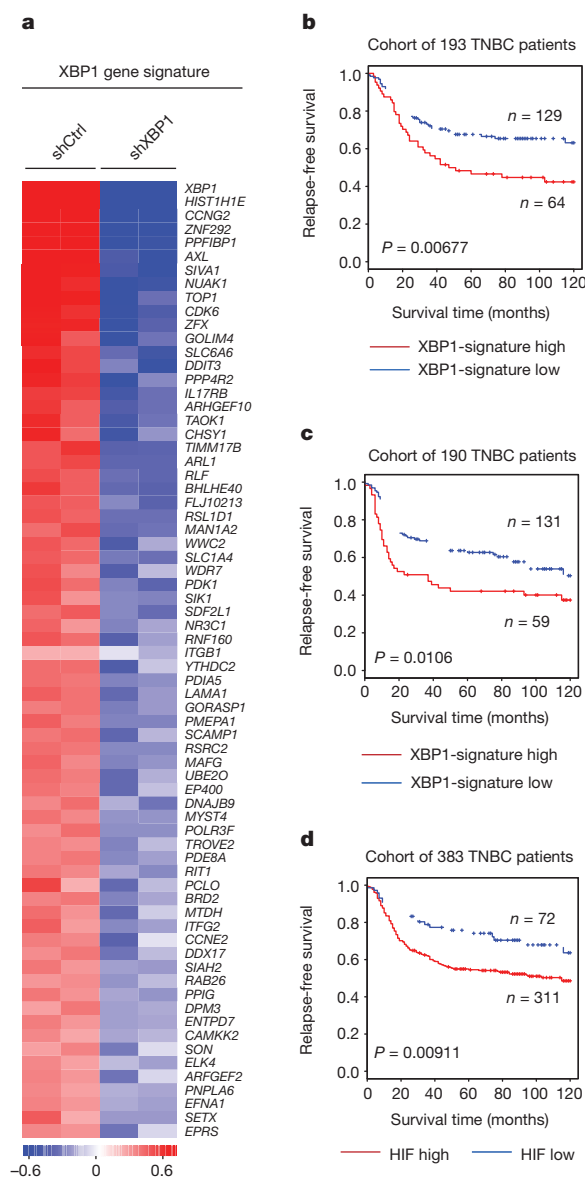 a
XBP1 gene signature
shCtrl
shXBP1
XBP1
HIST1H1E
CCNG2
ZNF292
PPFIBP1
AXL
SIVA1
NUAK1
TOP1
CDK6
ZFX
GOLIM4
SLC6A6
DDIT3
PPP4R2
IL17RB
ARHGEF10
TAOK1
CHSY1
TIMM17B
ARL1
RLF
BHLHE40
FLJ10213
RSL1D1
MAN1A2
WWC2
SLC1A4
WDR7
PDK1
SIK1
SDF2L1
NR3C1
RNF160
ITGB1
YTHDC2
PDIA5
LAMA1
GORASP1
PMEPA1
SCAMP1
RSRC2
MAFG
UBE2O
EP400
DNAJB9
MYST4
POLR3F
TROVE2
PDE8A
RIT1
PCLO
BRD2
MTDH
ITFG2
CCNE2
DDX17
SIAH2
RAB26
PPIG
DPM3
ENTPD7
CAMKK2
SON
ELK4
ARFGEF2
PNPLA6
EFNA1
SETX
EPRS
−0.6 0 0.6
b
Cohort of 193 TNBC patients
Relapse-free survival
1.0
0.8
0.6
0.4
0.2
0.0
n = 129
n = 64
P = 0.00677
0 20 40 60 80 100 120
Survival time (months)
XBP1-signature high
XBP1-signature low
c
Cohort of 190 TNBC patients
Relapse-free survival
1.0
0.8
0.6
0.4
0.2
0.0
n = 131
n = 59
P = 0.0106
0 20 40 60 80 100 120
Survival time (months)
XBP1-signature high
XBP1-signature low
d
Cohort of 383 TNBC patients
Relapse-free survival
1.0
0.8
0.6
0.4
0.2
0.0
n = 72
n = 311
P = 0.00911
0 20 40 60 80 100 120
Survival time (months)
HIF high HIF low